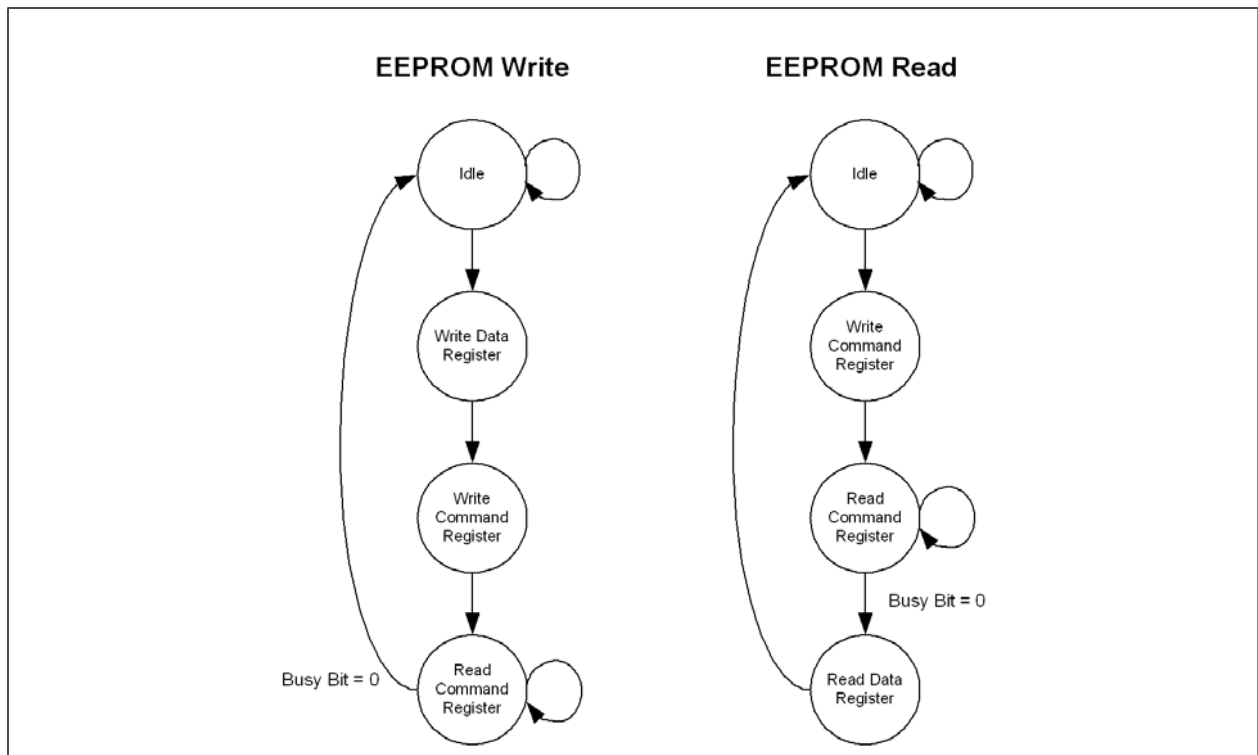 EEPROM Write
Idle
Write Data
Register
Write
Command
Register
Read
Command
Register
Busy Bit = 0
EEPROM Read
Idle
Write
Command
Register
Read
Command
Register
Busy Bit = 0
Read Data
Register